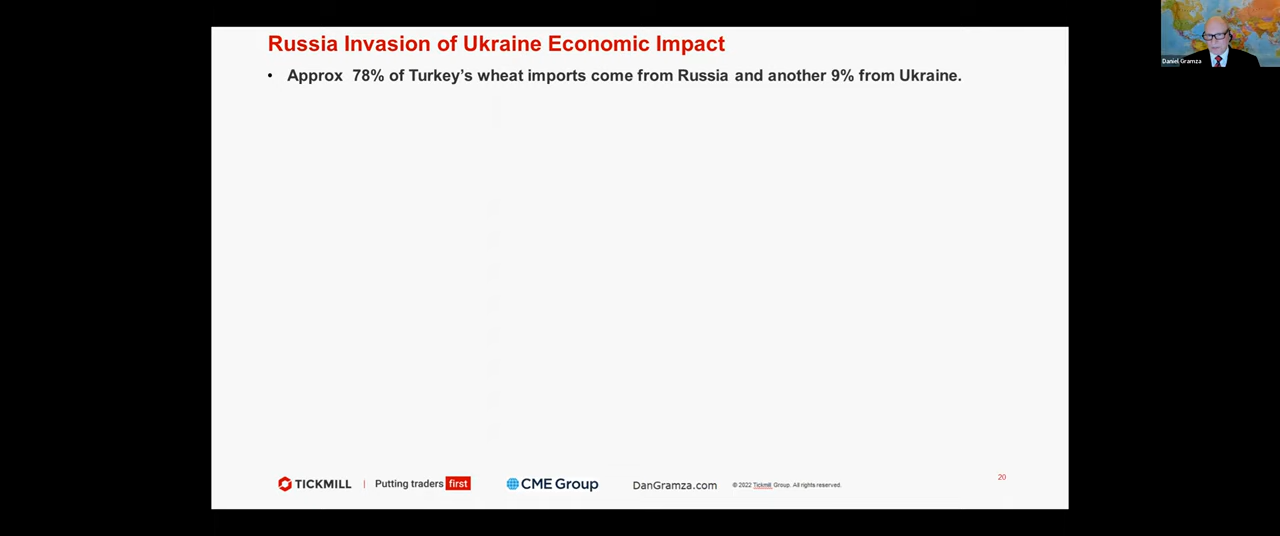 Russia Invasion of Ukraine Economic Impact
• Approx 78% of Turkey's wheat imports come from Russia and another 9% from Ukraine.
Daniel Gramza
TICKMILL | Putting traders first
CME Group
DanGramza.com
© 2022 Tickmill Group. All rights reserved.
20